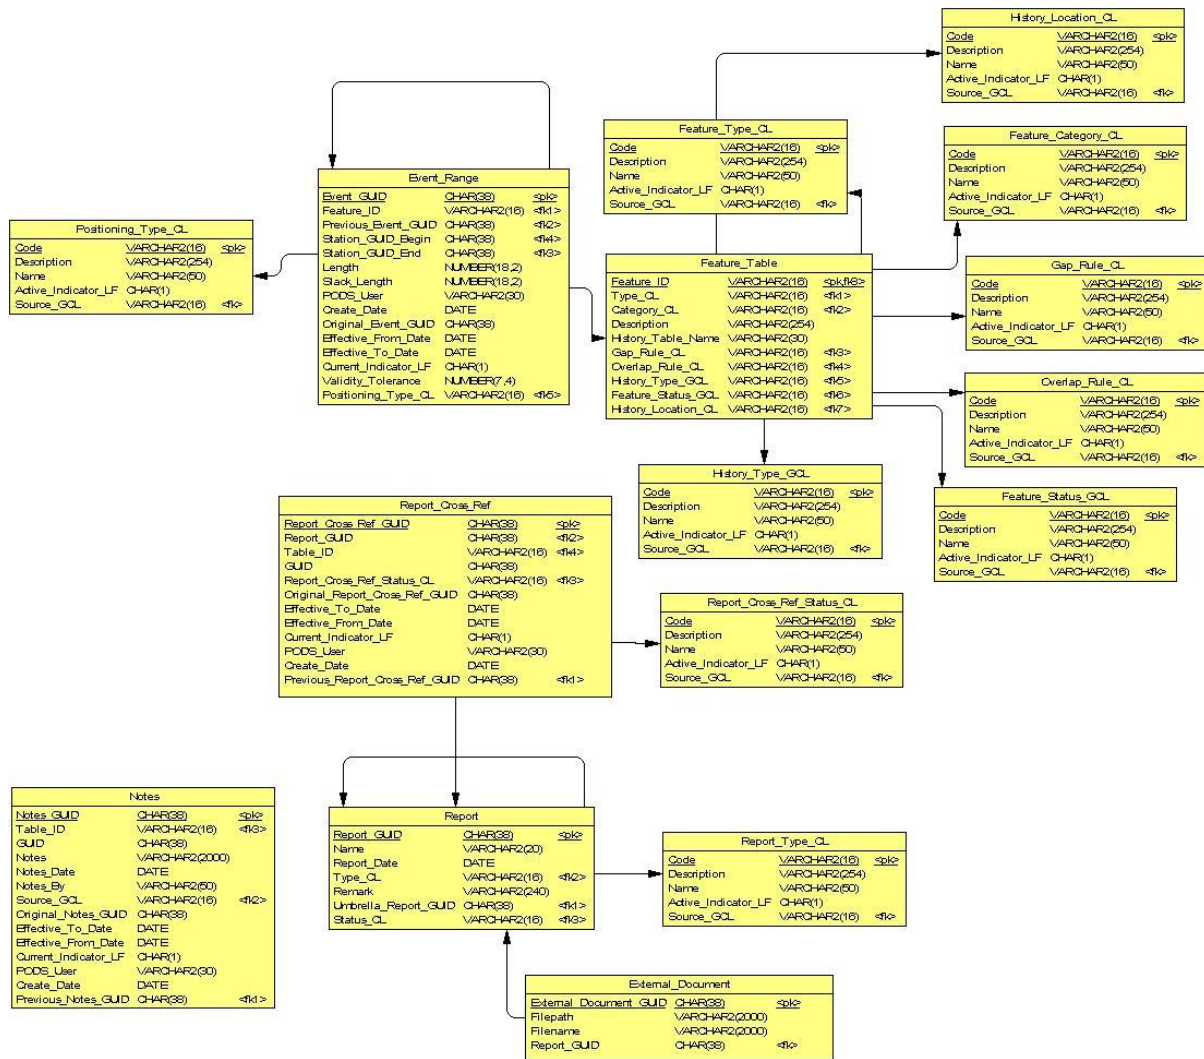 History_Location_CL
Code VARCHAR2(16) <pk>
Description VARCHAR2(254)
Name VARCHAR2(50)
Active_Indicator_LF CHAR(1)
Source_GCL VARCHAR2(16) <fk>
Feature_Type_CL
Code VARCHAR2(16) <pk>
Description VARCHAR2(254)
Name VARCHAR2(50)
Active_Indicator_LF CHAR(1)
Source_GCL VARCHAR2(16) <fk>
Feature_Category_CL
Code VARCHAR2(16) <pk>
Description VARCHAR2(254)
Name VARCHAR2(50)
Active_Indicator_LF CHAR(1)
Source_GCL VARCHAR2(16) <fk>
Event_Range
Event_GUID CHAR(38) <pk>
Feature_ID VARCHAR2(16) <fk1>
Previous_Event_GUID CHAR(38) <fk2>
Station_GUID_Begin CHAR(38) <fk4>
Station_GUID_End CHAR(38) <fk3>
Length NUMBER(18,2)
Slack_Length NUMBER(18,2)
PODS_User VARCHAR2(30)
Create_Date DATE
Original_Event_GUID CHAR(38)
Effective_From_Date DATE
Effective_To_Date DATE
Current_Indicator_LF CHAR(1)
Validity_Tolerance NUMBER(7,4)
Positioning_Type_CL VARCHAR2(16) <fk5>
Positioning_Type_CL
Code VARCHAR2(16) <pk>
Description VARCHAR2(254)
Name VARCHAR2(50)
Active_Indicator_LF CHAR(1)
Source_GCL VARCHAR2(16) <fk>
Feature_Table
Feature_ID VARCHAR2(16) <pk,fk8>
Type_CL VARCHAR2(16) <fk1>
Category_CL VARCHAR2(16) <fk2>
Description VARCHAR2(254)
History_Table_Name VARCHAR2(30)
Gap_Rule_CL VARCHAR2(16) <fk3>
Overlap_Rule_CL VARCHAR2(16) <fk4>
History_Type_GCL VARCHAR2(16) <fk5>
Feature_Status_GCL VARCHAR2(16) <fk6>
History_Location_CL VARCHAR2(16) <fk7>
Gap_Rule_CL
Code VARCHAR2(16) <pk>
Description VARCHAR2(254)
Name VARCHAR2(50)
Active_Indicator_LF CHAR(1)
Source_GCL VARCHAR2(16) <fk>
Overlap_Rule_CL
Code VARCHAR2(16) <pk>
Description VARCHAR2(254)
Name VARCHAR2(50)
Active_Indicator_LF CHAR(1)
Source_GCL VARCHAR2(16) <fk>
History_Type_GCL
Code VARCHAR2(16) <pk>
Description VARCHAR2(254)
Name VARCHAR2(50)
Active_Indicator_LF CHAR(1)
Source_GCL VARCHAR2(16) <fk>
Feature_Status_GCL
Code VARCHAR2(16) <pk>
Description VARCHAR2(254)
Name VARCHAR2(50)
Active_Indicator_LF CHAR(1)
Source_GCL VARCHAR2(16) <fk>
Report_Cross_Ref
Report_Cross_Ref_GUID CHAR(38) <pk>
Report_GUID CHAR(38) <fk2>
Table_ID VARCHAR2(16) <fk4>
GUID CHAR(38)
Report_Cross_Ref_Status_CL VARCHAR2(16) <fk3>
Original_Report_Cross_Ref_GUID CHAR(38)
Effective_To_Date DATE
Effective_From_Date DATE
Current_Indicator_LF CHAR(1)
PODS_User VARCHAR2(30)
Create_Date DATE
Previous_Report_Cross_Ref_GUID CHAR(38) <fk1>
Report_Cross_Ref_Status_CL
Code VARCHAR2(16) <pk>
Description VARCHAR2(254)
Name VARCHAR2(50)
Active_Indicator_LF CHAR(1)
Source_GCL VARCHAR2(16) <fk>
Notes
Notes_GUID CHAR(38) <pk>
Table_ID VARCHAR2(16) <fk3>
GUID CHAR(38)
Notes VARCHAR2(2000)
Notes_Date DATE
Notes_By VARCHAR2(50)
Source_GCL VARCHAR2(16) <fk2>
Original_Notes_GUID CHAR(38)
Effective_To_Date DATE
Effective_From_Date DATE
Current_Indicator_LF CHAR(1)
PODS_User VARCHAR2(30)
Create_Date DATE
Previous_Notes_GUID CHAR(38) <fk1>
Report
Report_GUID CHAR(38) <pk>
Name VARCHAR2(20)
Report_Date DATE
Type_CL VARCHAR2(16) <fk2>
Remark VARCHAR2(240)
Umbrella_Report_GUID CHAR(38) <fk1>
Status_CL VARCHAR2(16) <fk3>
Report_Type_CL
Code VARCHAR2(16) <pk>
Description VARCHAR2(254)
Name VARCHAR2(50)
Active_Indicator_LF CHAR(1)
Source_GCL VARCHAR2(16) <fk>
External_Document
External_Document_GUID CHAR(38) <pk>
Filepath VARCHAR2(2000)
Filename VARCHAR2(2000)
Report_GUID CHAR(38) <fk>